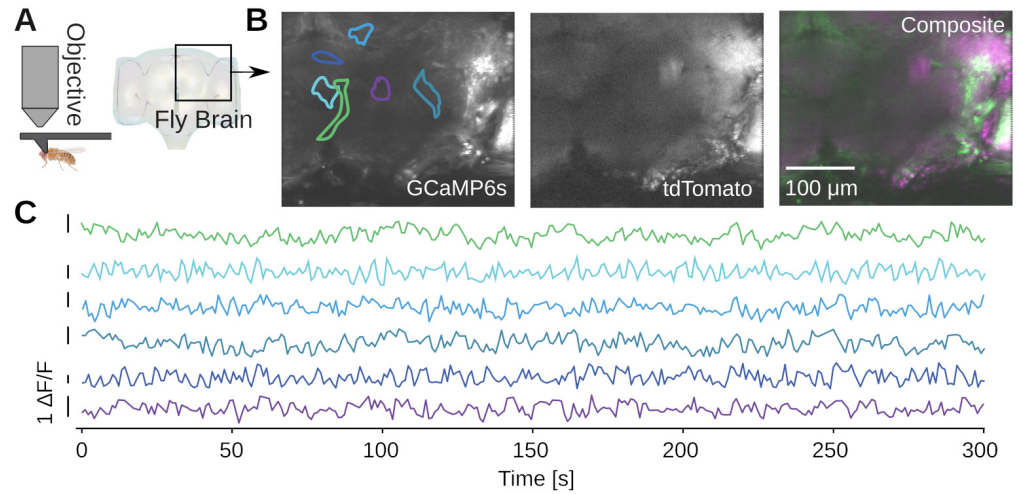 A
Objective
Fly Brain
B
GCaMP6s
tdTomato
Composite
100 µm
C
1 ΔF/F
0 50 100 150 200 250 300
Time [s]